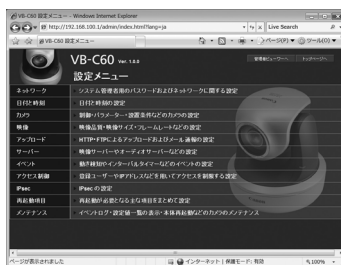 VB-C60 設定メニュー - Windows Internet Explorer
http://192.168.100.1/admin/index.html?lang=ja
Live Search
VB-C60 設定メニュー
ページ(P)
ツール(O)
VB-C60 Ver. 1.0.0
管理者ビューワーへ
トップページへ
設定メニュー
ネットワーク
システム管理者用のパスワードおよびネットワークに関する設定
日付と時刻
日付と時刻の設定
カメラ
制御・パラメーター・設置条件などのカメラの設定
映像
映像品質・映像サイズ・フレームレートなどの設定
アップロード
HTTP・FTPによるアップロードおよびメール通報の設定
サーバー
映像サーバーやオーディオサーバーなどの設定
イベント
動き検知やインターバルタイマーなどのイベントの設定
アクセス制御
登録ユーザーやIPアドレスなどを用いてアクセスを制限する設定
IPsec
IPsecの設定
再起動項目
再起動が必要となる主な項目をまとめて設定
メンテナンス
イベントログ・設定値一覧の表示・本体再起動などのカメラのメンテナンス
ページが表示されました
インターネット | 保護モード: 有効
100%